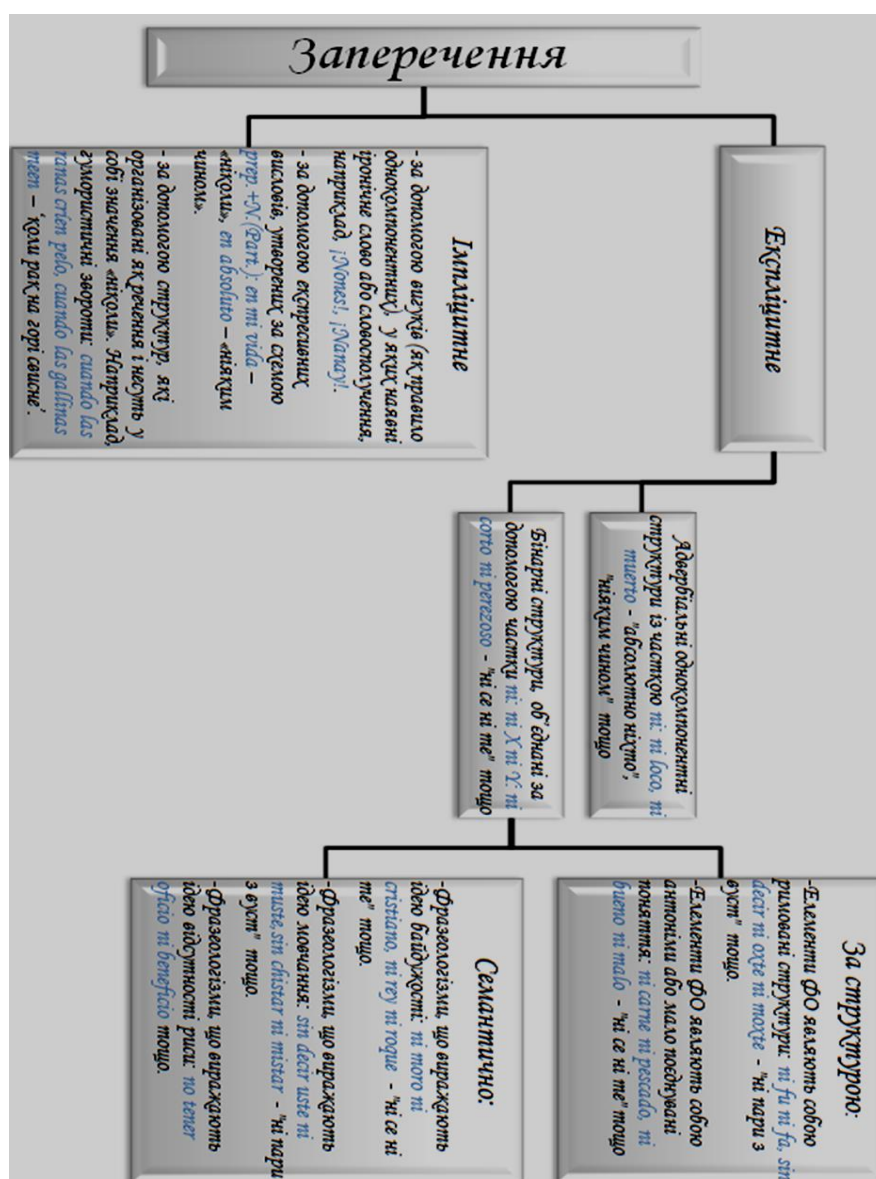 Заперечення
Експліцитне
Імпліцитне
- за допомогою вигуків (як правило
однокомпонентних), у яких наявні
іронічне слово або словосполучення,
наприклад, ¡Nones!, ¡Nanay!.
- за допомогою експресивних
висловів, утворених за схемою
prep.+N.(Part.): en mi vida –
«ніколи», en absoluto – «ніяким
чином».
- за допомогою структур, які
організовані як речення і несуть у
собі значення «ніколи». Наприклад,
гумористичні звороти: cuando las
ranas críen pelo, cuando las gallinas
meen – ‘коли рак на горі свисне’.
Адвербіальні однокомпонентні
структури із часткою ni: ni loco, ni
muerto - "абсолютно ніхто",
"ніяким чином" тощо
Бінарні структури, об'єднані за
допомогою частки ni: ni X ni Y: ni
corto ni perezoso - "ні се ні те" тощо
За структурою:
-Елементи ФО являють собою
римовані структури: ni fu ni fa, sin
decir ni oxte ni moxte - "ні пари з
вуст" тощо.
-Елементи ФО являють собою
антоніми або мало поєднувані
поняття: ni carne ni pescado, ni
bueno ni malo - "ні се ні те" тощо
Семантично:
-Фразеологізми, що виражають
ідею байдужості: ni moro ni
cristiano, ni rey ni roque - "ні се ні
те" тощо.
-Фразеологізми, що виражають
ідею мовчання: sin decir uste ni
muste, sin chistar ni mistar - "ні пари
з вуст" тощо.
-Фразеологізми, що виражають
ідею відсутності риси: no tener
oficio ni beneficio тощо.